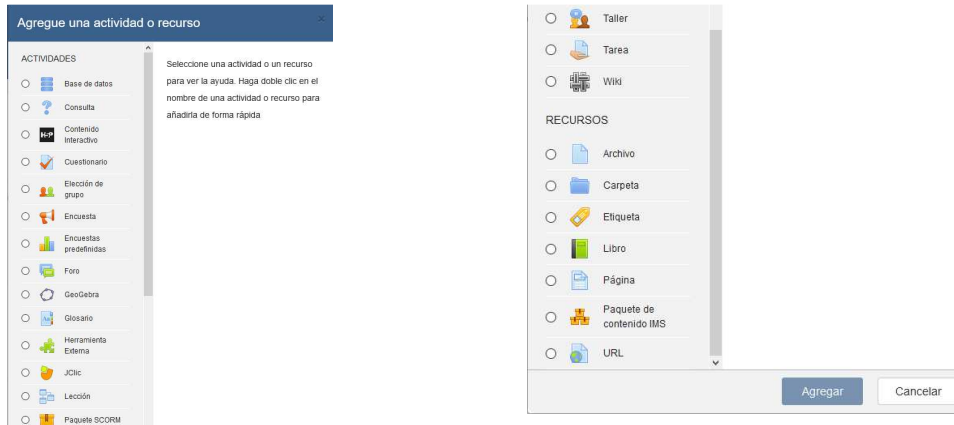 Agregue una actividad o recurso
×
ACTIVIDADES
Base de datos
Consulta
H-P
Contenido
Interactivo
Cuestionario
Elección de
grupo
Encuesta
Encuestas
predefinidas
Foro
GeoGebra
Glosario
Herramienta
Externa
JClic
Lección
Paquete SCORM
Seleccione una actividad o un recurso
para ver la ayuda. Haga doble clic en el
nombre de una actividad o recurso para
añadirla de forma rápida
Taller
Tarea
Wiki
RECURSOS
Archivo
Carpeta
Etiqueta
Libro
Página
Paquete de
contenido IMS
URL
Agregar
Cancelar